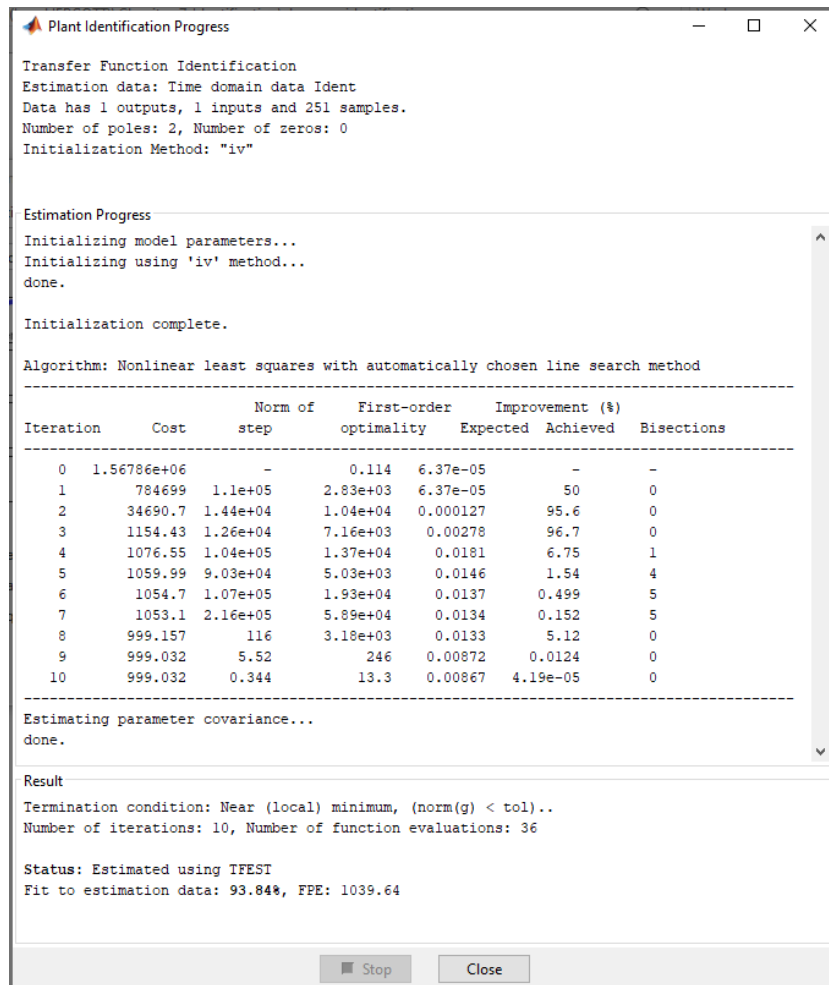 Plant Identification Progress
Transfer Function Identification
Estimation data: Time domain data Ident
Data has 1 outputs, 1 inputs and 251 samples.
Number of poles: 2, Number of zeros: 0
Initialization Method: "iv"
Estimation Progress
Initializing model parameters...
Initializing using 'iv' method...
done.
Initialization complete.
Algorithm: Nonlinear least squares with automatically chosen line search method
------------------------------------------------------------------------------------------
Norm of First-order Improvement (%)
Iteration Cost step optimality Expected Achieved Bisections
------------------------------------------------------------------------------------------
0 1.56786e+06 - 0.114 6.37e-05 - -
1 784699 1.1e+05 2.83e+03 6.37e-05 50 0
2 34690.7 1.44e+04 1.04e+04 0.000127 95.6 0
3 1154.43 1.26e+04 7.16e+03 0.00278 96.7 0
4 1076.55 1.04e+05 1.37e+04 0.0181 6.75 1
5 1059.99 9.03e+04 5.03e+03 0.0146 1.54 4
6 1054.7 1.07e+05 1.93e+04 0.0137 0.499 5
7 1053.1 2.16e+05 5.89e+04 0.0134 0.152 5
8 999.157 116 3.18e+03 0.0133 5.12 0
9 999.032 5.52 246 0.00872 0.0124 0
10 999.032 0.344 13.3 0.00867 4.19e-05 0
------------------------------------------------------------------------------------------
Estimating parameter covariance...
done.
Result
Termination condition: Near (local) minimum, (norm(g) < tol)..
Number of iterations: 10, Number of function evaluations: 36
Status: Estimated using TFEST
Fit to estimation data: 93.84%, FPE: 1039.64
Stop Close